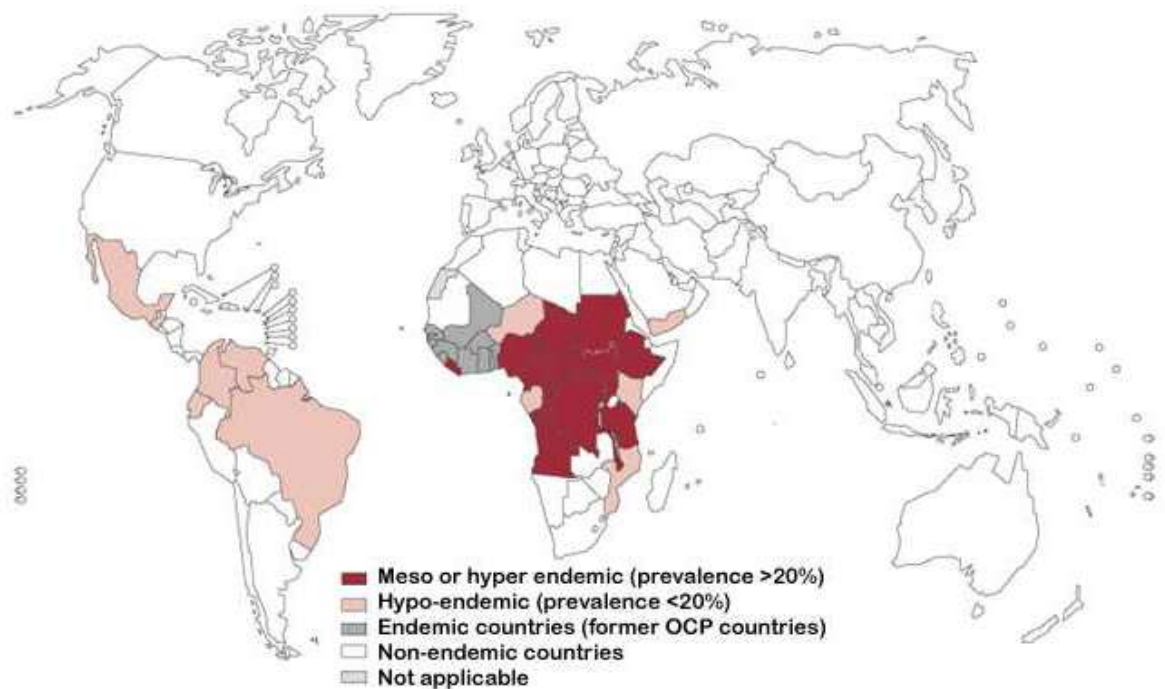 Meso or hyper endemic (prevalence >20%)
Hypo-endemic (prevalence <20%)
Endemic countries (former OCP countries)
Non-endemic countries
Not applicable